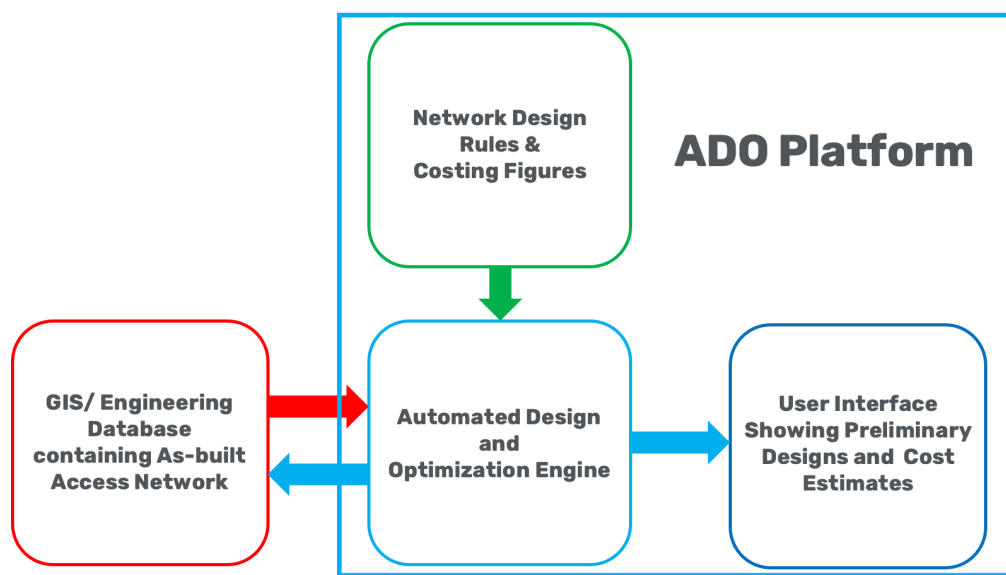 Network Design
Rules &
Costing Figures
ADO Platform
GIS/ Engineering
Database
containing As-built
Access Network
Automated Design
and
Optimization Engine
User Interface
Showing Preliminary
Designs and  Cost
Estimates